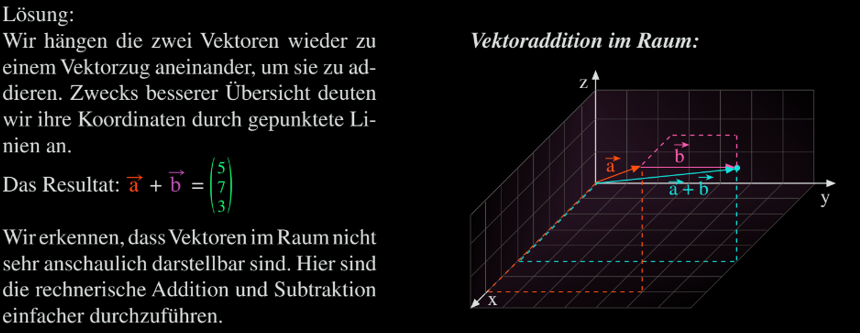 Lösung:
Wir hängen die zwei Vektoren wieder zu
einem Vektorzug aneinander, um sie zu ad-
dieren. Zwecks besserer Übersicht deuten
wir ihre Koordinaten durch gepunktete Li-
nien an.
Das Resultat: a⃗ + b⃗ = (5 7 3)
Wir erkennen, dass Vektoren im Raum nicht
sehr anschaulich darstellbar sind. Hier sind
die rechnerische Addition und Subtraktion
einfacher durchzuführen.
Vektoraddition im Raum:
z
b⃗
a⃗
a⃗ + b⃗
y
x